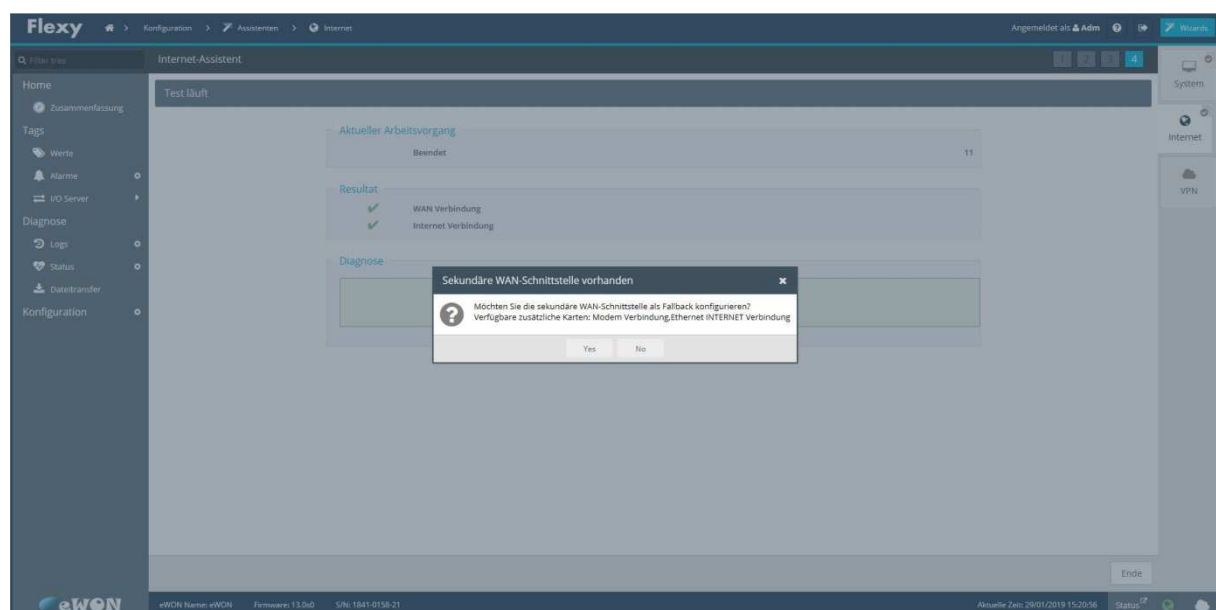 Flexy > Konfiguration > Assistenten > Internet
Angemeldet als Adm
Wizards
Filter tree
Home
Zusammenfassung
Tags
Werte
Alarme
I/O Server
Diagnose
Logs
Status
Dateitransfer
Konfiguration
Internet-Assistent
1 2 3 4
Test läuft
Aktueller Arbeitsvorgang
Beendet 11
Resultat
WAN Verbindung
Internet Verbindung
Diagnose
Sekundäre WAN-Schnittstelle vorhanden
Möchten Sie die sekundäre WAN-Schnittstelle als Fallback konfigurieren?
Verfügbare zusätzliche Karten: Modem Verbindung,Ethernet INTERNET Verbindung
Yes No
System
Internet
VPN
Ende
eWON
eWON Name: eWON Firmware: 13.0s0 S/N: 1841-0158-21
Aktuelle Zeit: 29/01/2019 15:20:56 Status